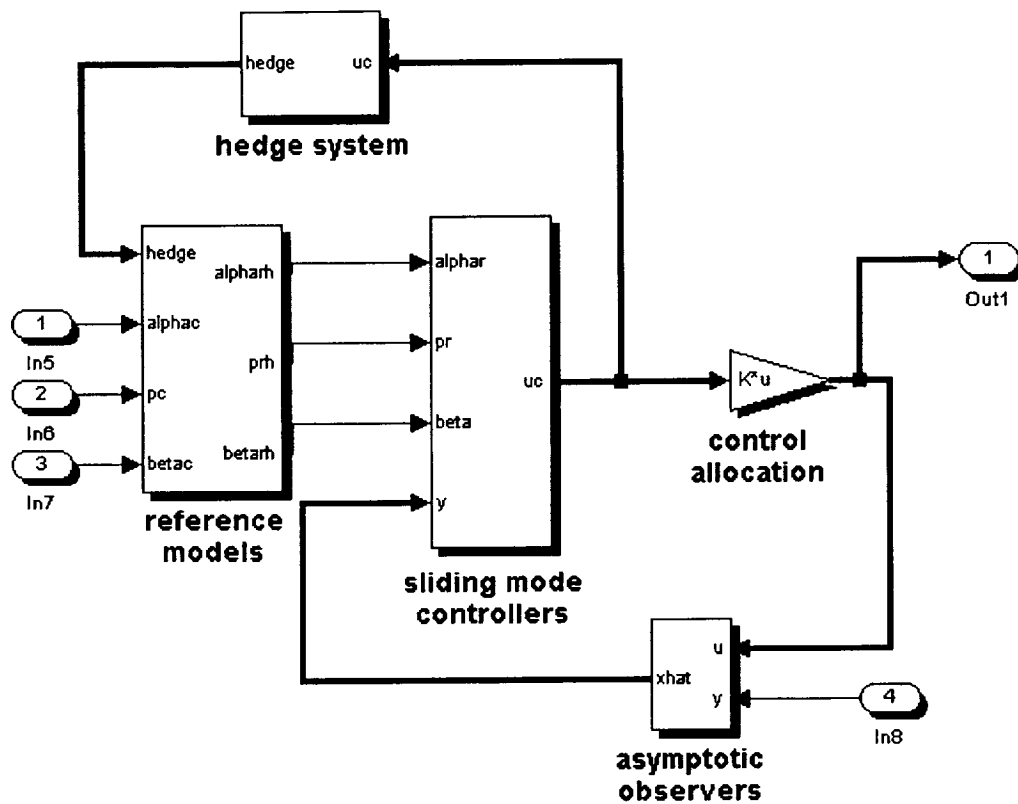 hedge
uc
hedge system
hedge
alphac
pc
betac
alpharh
prh
betarh
reference
models
1
In5
2
In6
3
In7
alphar
pr
beta
y
uc
sliding mode
controllers
K*u
control
allocation
1
Out1
xhat
u
y
asymptotic
observers
4
In8